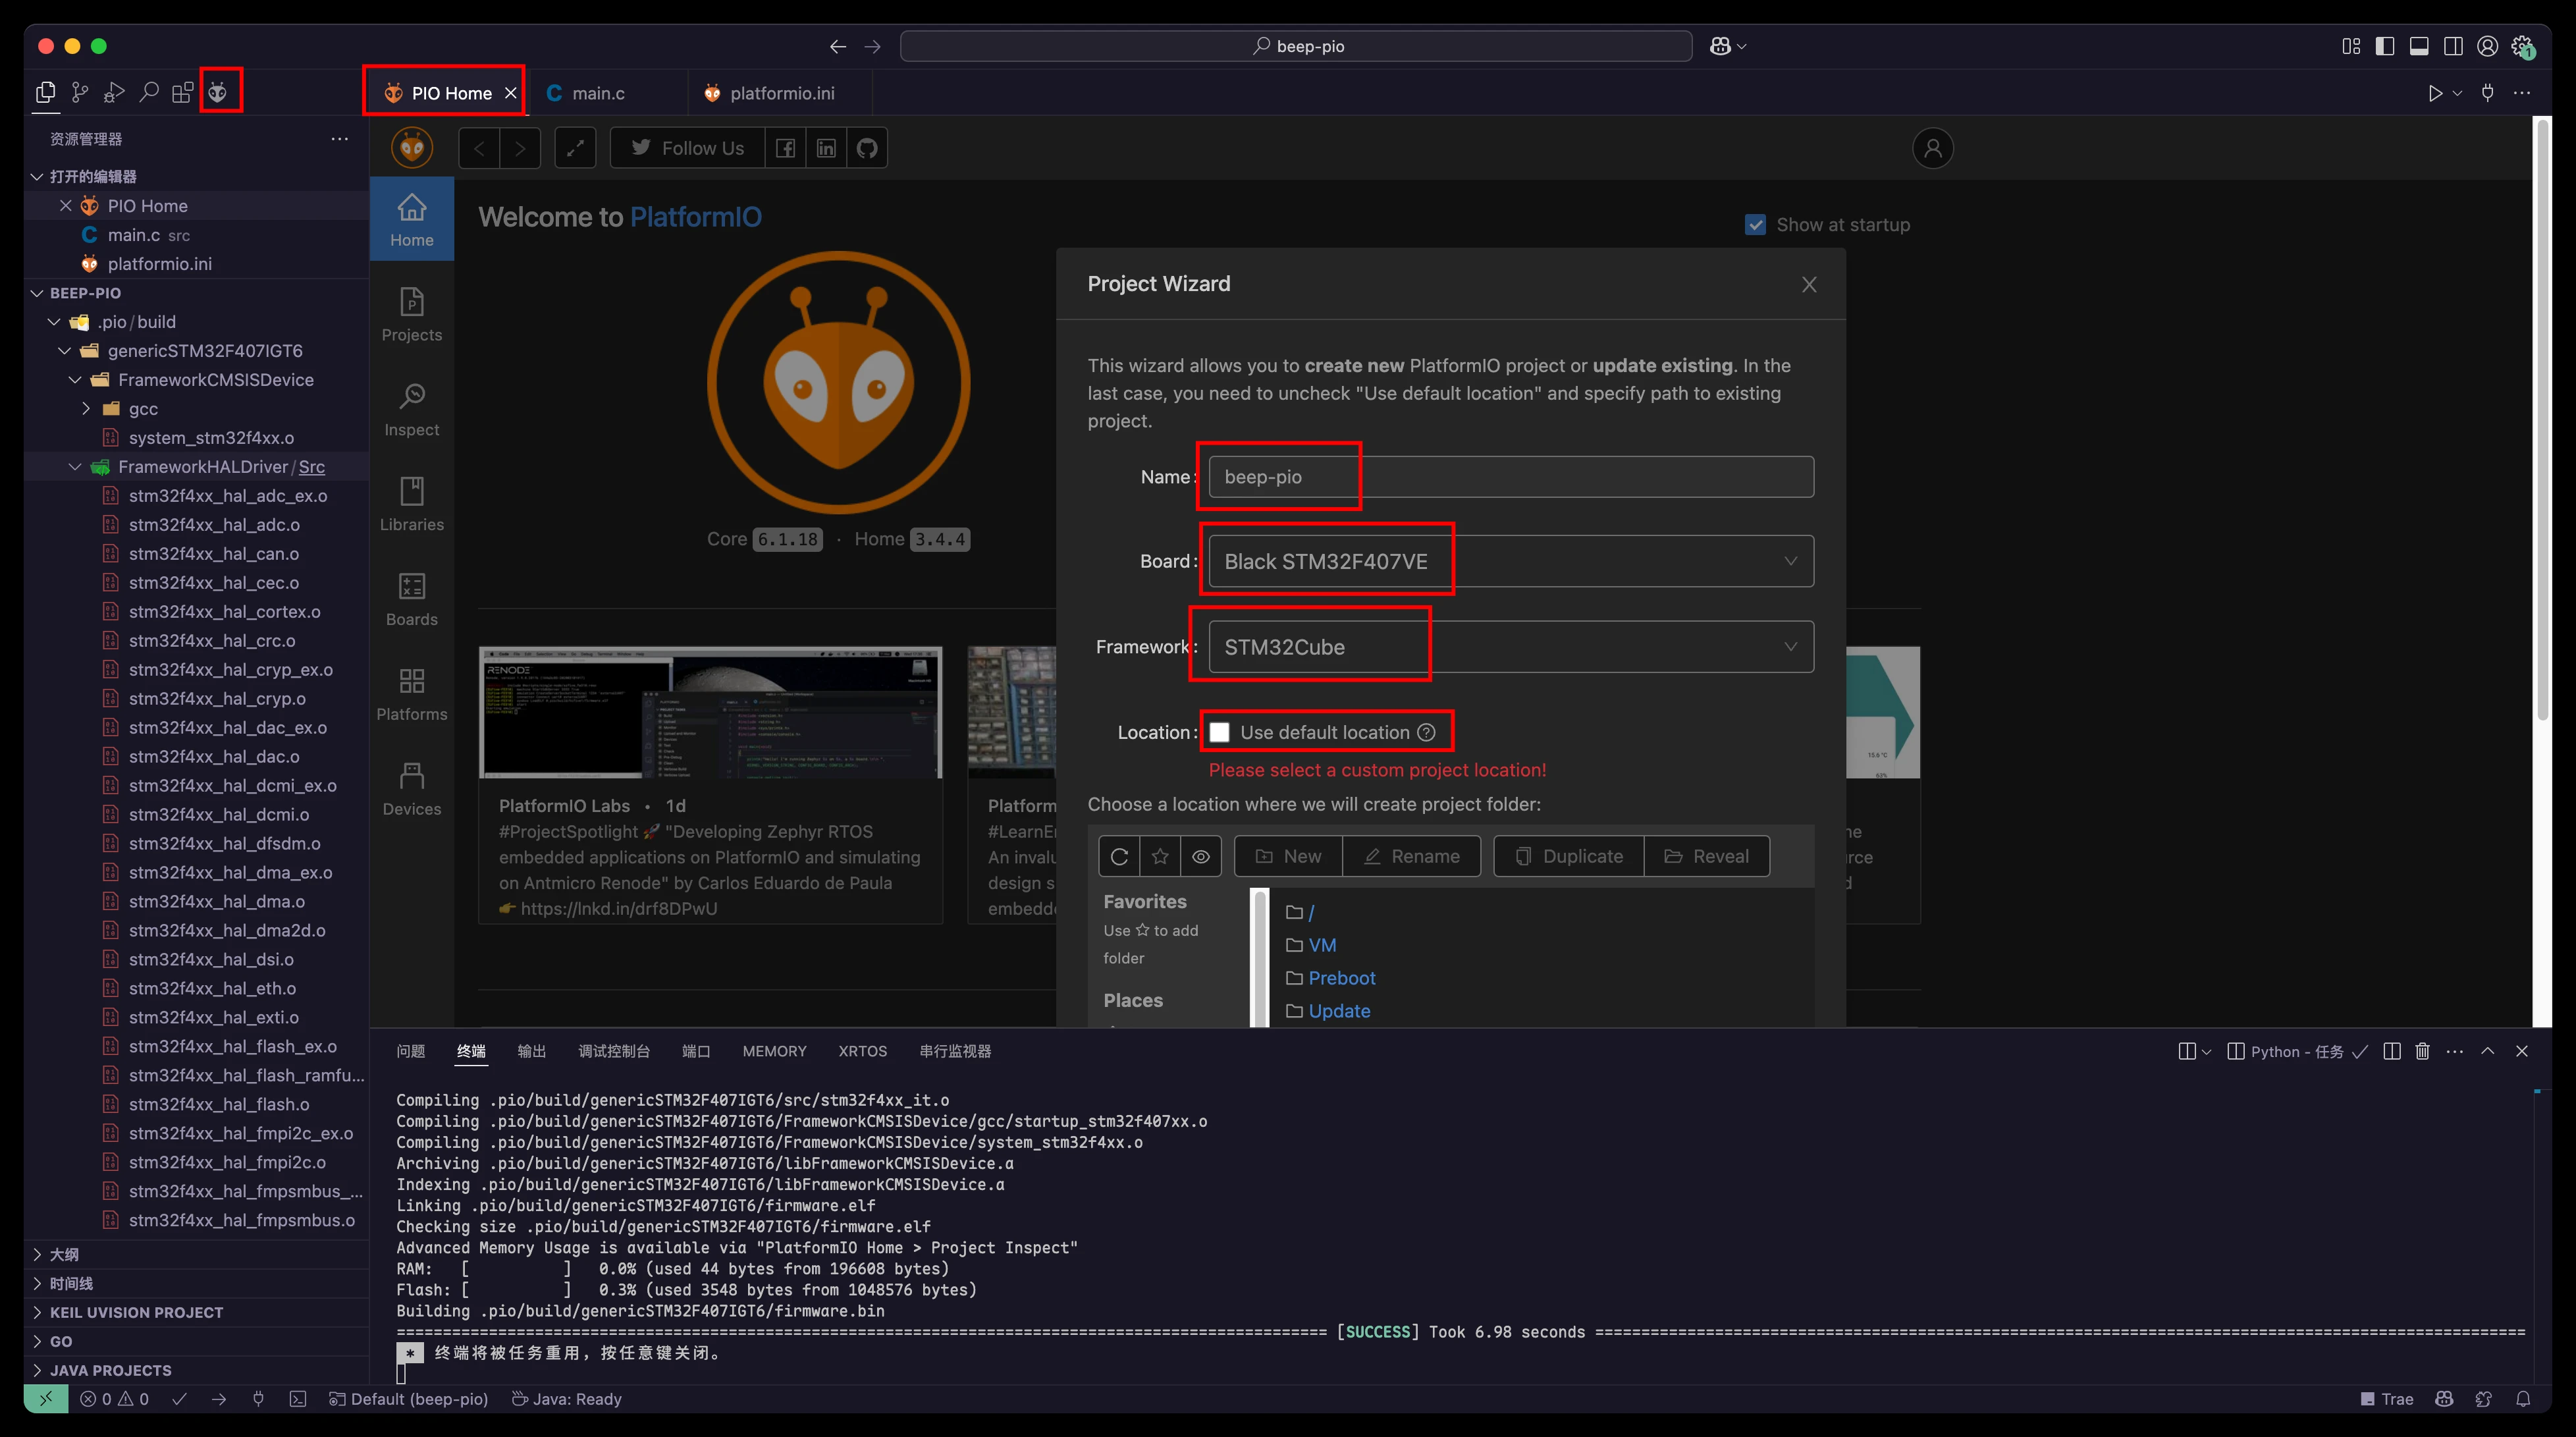 beep-pio
PIO Home
main.c
platformio.ini
资源管理器
打开的编辑器
PIO Home
main.c src
platformio.ini
BEEP-PIO
.pio/build
genericSTM32F407IGT6
FrameworkCMSISDevice
gcc
system_stm32f4xx.o
FrameworkHALDriver/Src
stm32f4xx_hal_adc_ex.o
stm32f4xx_hal_adc.o
stm32f4xx_hal_can.o
stm32f4xx_hal_cec.o
stm32f4xx_hal_cortex.o
stm32f4xx_hal_crc.o
stm32f4xx_hal_cryp_ex.o
stm32f4xx_hal_cryp.o
stm32f4xx_hal_dac_ex.o
stm32f4xx_hal_dac.o
stm32f4xx_hal_dcmi_ex.o
stm32f4xx_hal_dcmi.o
stm32f4xx_hal_dfsdm.o
stm32f4xx_hal_dma_ex.o
stm32f4xx_hal_dma.o
stm32f4xx_hal_dma2d.o
stm32f4xx_hal_dsi.o
stm32f4xx_hal_eth.o
stm32f4xx_hal_exti.o
stm32f4xx_hal_flash_ex.o
stm32f4xx_hal_flash_ramfu...
stm32f4xx_hal_flash.o
stm32f4xx_hal_fmpi2c_ex.o
stm32f4xx_hal_fmpi2c.o
stm32f4xx_hal_fmpsmbus_...
stm32f4xx_hal_fmpsmbus.o
大纲
时间线
KEIL UVISION PROJECT
GO
JAVA PROJECTS
Follow Us
Home
Projects
Inspect
Libraries
Boards
Platforms
Devices
Welcome to PlatformIO
Show at startup
Core 6.1.18 · Home 3.4.4
RENODE
PlatformIO Labs • 1d
#ProjectSpotlight 🚀 "Developing Zephyr RTOS
embedded applications on PlatformIO and simulating
on Antmicro Renode" by Carlos Eduardo de Paula
👉 https://lnkd.in/drf8DPwU
Platform
#LearnE
An invalu
design s
embedde
15.6 °C
62%
ne
rce
d
Project Wizard
This wizard allows you to create new PlatformIO project or update existing. In the
last case, you need to uncheck "Use default location" and specify path to existing
project.
Name: beep-pio
Board: Black STM32F407VE
Framework: STM32Cube
Location: Use default location
Please select a custom project location!
Choose a location where we will create project folder:
New
Rename
Duplicate
Reveal
Favorites
Use ☆ to add
folder
Places
/
VM
Preboot
Update
问题
终端
输出
调试控制台
端口
MEMORY
XRTOS
串行监视器
Python - 任务
Compiling .pio/build/genericSTM32F407IGT6/src/stm32f4xx_it.o
Compiling .pio/build/genericSTM32F407IGT6/FrameworkCMSISDevice/gcc/startup_stm32f407xx.o
Compiling .pio/build/genericSTM32F407IGT6/FrameworkCMSISDevice/system_stm32f4xx.o
Archiving .pio/build/genericSTM32F407IGT6/libFrameworkCMSISDevice.a
Indexing .pio/build/genericSTM32F407IGT6/libFrameworkCMSISDevice.a
Linking .pio/build/genericSTM32F407IGT6/firmware.elf
Checking size .pio/build/genericSTM32F407IGT6/firmware.elf
Advanced Memory Usage is available via "PlatformIO Home > Project Inspect"
RAM: [ ] 0.0% (used 44 bytes from 196608 bytes)
Flash: [ ] 0.3% (used 3548 bytes from 1048576 bytes)
Building .pio/build/genericSTM32F407IGT6/firmware.bin
[SUCCESS] Took 6.98 seconds
* 终端将被任务重用，按任意键关闭。
0 0
Default (beep-pio)
Java: Ready
Trae